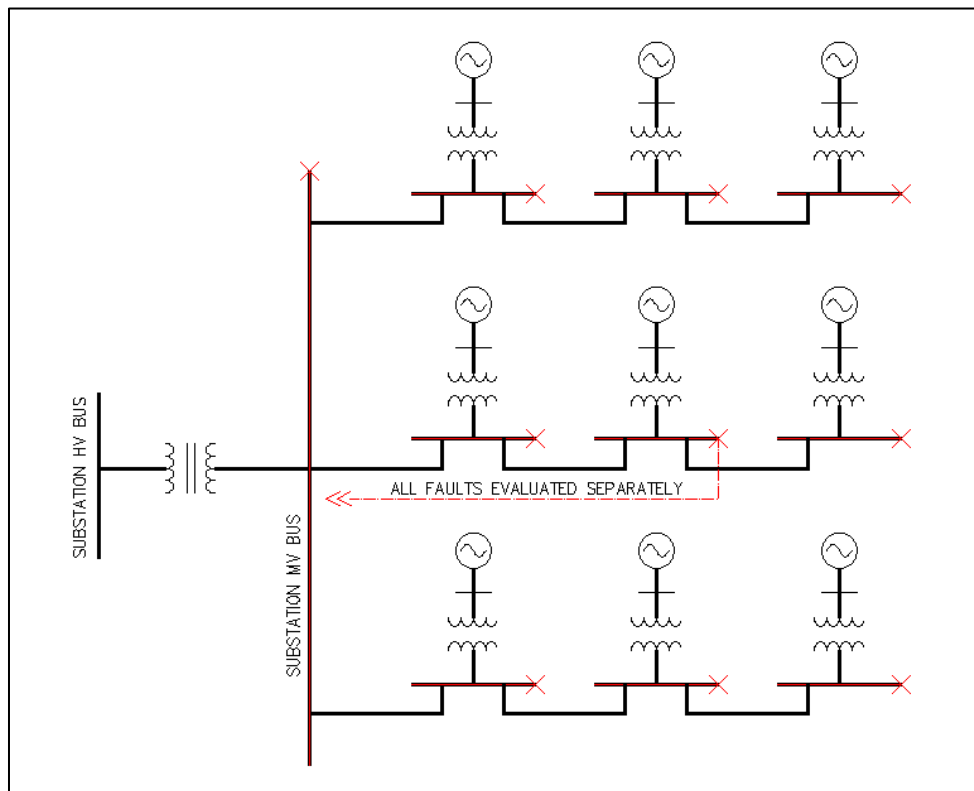 SUBSTATION HV BUS
SUBSTATION MV BUS
ALL FAULTS EVALUATED SEPARATELY